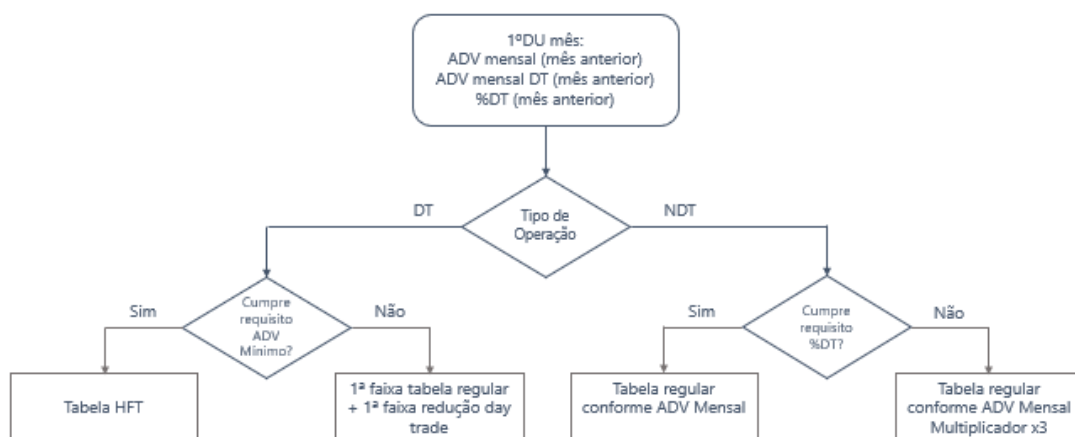 1ºDU mês:
ADV mensal (mês anterior)
ADV mensal DT (mês anterior)
%DT (mês anterior)
DT
Tipo de
Operação
NDT
Sim
Cumpre
requisito
ADV
Mínimo?
Não
Sim
Cumpre
requisito
%DT?
Não
Tabela HFT
1ª faixa tabela regular
+ 1ª faixa redução day
trade
Tabela regular
conforme ADV Mensal
Tabela regular
conforme ADV Mensal
Multiplicador x3